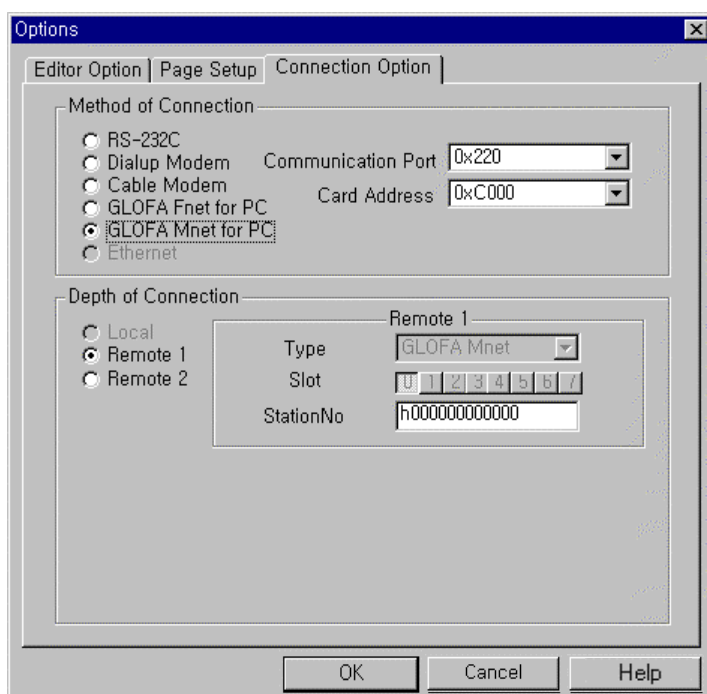 Options
Editor Option Page Setup Connection Option
Method of Connection
RS-232C
Dialup Modem
Cable Modem
GLOFA Fnet for PC
GLOFA Mnet for PC
Ethernet
Communication Port 0x220
Card Address 0xC000
Depth of Connection
Local
Remote 1
Remote 2
Remote 1
Type GLOFA Mnet
Slot 0 1 2 3 4 5 6 7
StationNo h000000000000
OK Cancel Help